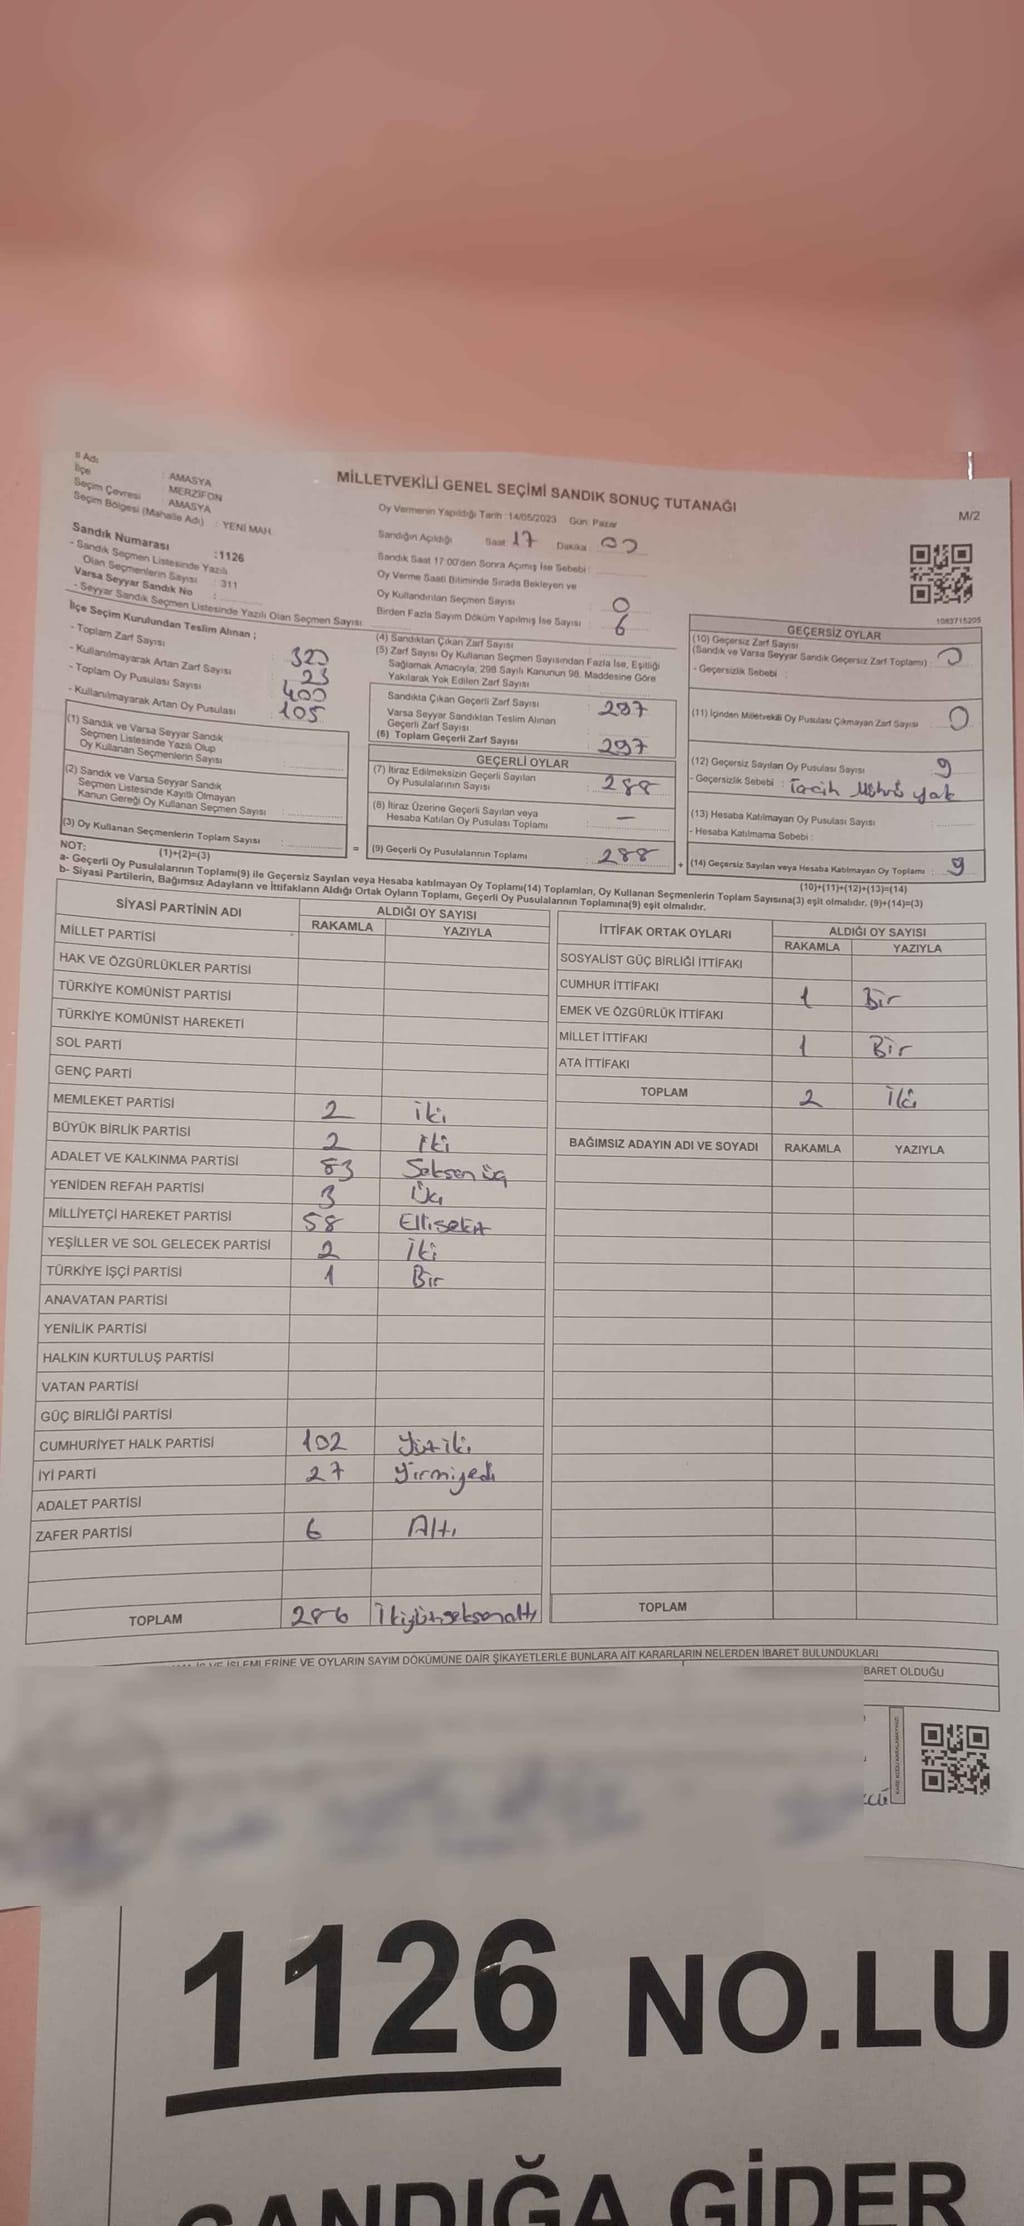 İl Adı
: AMASYA
İlçe
: MERZİFON
Seçim Çevresi
: AMASYA
Seçim Bölgesi (Mahalle Adı) : YENİ MAH.
MİLLETVEKİLİ GENEL SEÇİMİ SANDIK SONUÇ TUTANAĞI
M/2
Sandık Numarası :1126
- Sandık Seçmen Listesinde Yazılı
Olan Seçmenlerin Sayısı : 311
Varsa Seyyar Sandık No :
- Seyyar Sandık Seçmen Listesinde Yazılı Olan Seçmen Sayısı
İlçe Seçim Kurulundan Teslim Alınan ;
- Toplam Zarf Sayısı : 320
- Kullanılmayarak Artan Zarf Sayısı : 23
- Toplam Oy Pusulası Sayısı : 400
- Kullanılmayarak Artan Oy Pusulası : 105
(1) Sandık ve Varsa Seyyar Sandık
Seçmen Listesinde Yazılı Olup
Oy Kullanan Seçmenlerin Sayısı :
(2) Sandık ve Varsa Seyyar Sandık
Seçmen Listesinde Kayıtlı Olmayan
Kanun Gereği Oy Kullanan Seçmen Sayısı :
(3) Oy Kullanan Seçmenlerin Toplam Sayısı :
(1)+(2)=(3)
Oy Vermenin Yapıldığı Tarih : 14/05/2023 Gün: Pazar
Sandığın Açıldığı Saat: 17 Dakika: 00
Sandık Saat 17:00'den Sonra Açımış İse Sebebi :
Oy Verme Saati Bitiminde Sırada Bekleyen ve
Oy Kullandırılan Seçmen Sayısı : 0
Birden Fazla Sayım Döküm Yapılmış İse Sayısı : 6
(4) Sandıktan Çıkan Zarf Sayısı
(5) Zarf Sayısı Oy Kullanan Seçmen Sayısından Fazla İse, Eşitliği
Sağlamak Amacıyla, 298 Sayılı Kanunun 98. Maddesine Göre
Yakılarak Yok Edilen Zarf Sayısı
Sandıkta Çıkan Geçerli Zarf Sayısı : 297
Varsa Seyyar Sandıktan Teslim Alınan
Geçerli Zarf Sayısı
(6) Toplam Geçerli Zarf Sayısı : 297
GEÇERLİ OYLAR
(7) İtiraz Edilmeksizin Geçerli Sayılan
Oy Pusulalarının Sayısı : 288
(8) İtiraz Üzerine Geçerli Sayılan veya
Hesaba Katılan Oy Pusulası Toplamı : -
= (9) Geçerli Oy Pusulalarının Toplamı : 288 +
1083715205
GEÇERSİZ OYLAR
(10) Geçersiz Zarf Sayısı
(Sandık ve Varsa Seyyar Sandık Geçersiz Zarf Toplamı) : 0
- Geçersizlik Sebebi :
(11) İçinden Milletvekili Oy Pusulası Çıkmayan Zarf Sayısı : 0
(12) Geçersiz Sayılan Oy Pusulası Sayısı : 9
- Geçersizlik Sebebi : Tercih Mührü yok
(13) Hesaba Katılmayan Oy Pusulası Sayısı :
- Hesaba Katılmama Sebebi :
(14) Geçersiz Sayılan veya Hesaba Katılmayan Oy Toplamı : 9
(10)+(11)+(12)+(13)=(14)
NOT:
a- Geçerli Oy Pusulalarının Toplamı(9) ile Geçersiz Sayılan veya Hesaba katılmayan Oy Toplamı(14) Toplamları, Oy Kullanan Seçmenlerin Toplam Sayısına(3) eşit olmalıdır. (9)+(14)=(3)
b- Siyasi Partilerin, Bağımsız Adayların ve İttifakların Aldığı Ortak Oyların Toplamı, Geçerli Oy Pusulalarının Toplamına(9) eşit olmalıdır.
SİYASİ PARTİNİN ADI ALDIĞI OY SAYISI
RAKAMLA YAZIYLA
MİLLET PARTİSİ
HAK VE ÖZGÜRLÜKLER PARTİSİ
TÜRKİYE KOMÜNİST PARTİSİ
TÜRKİYE KOMÜNİST HAREKETİ
SOL PARTİ
GENÇ PARTİ
MEMLEKET PARTİSİ 2 İki
BÜYÜK BİRLİK PARTİSİ 2 İki
ADALET VE KALKINMA PARTİSİ 83 Seksen üç
YENİDEN REFAH PARTİSİ 3 Üç
MİLLİYETÇİ HAREKET PARTİSİ 58 Ellisekiz
YEŞİLLER VE SOL GELECEK PARTİSİ 2 İki
TÜRKİYE İŞÇİ PARTİSİ 1 Bir
ANAVATAN PARTİSİ
YENİLİK PARTİSİ
HALKIN KURTULUŞ PARTİSİ
VATAN PARTİSİ
GÜÇ BİRLİĞİ PARTİSİ
CUMHURİYET HALK PARTİSİ 102 Yüziki
İYİ PARTİ 27 Yirmiyedi
ADALET PARTİSİ
ZAFER PARTİSİ 6 Altı
TOPLAM 286 İkiyüzseksenaltı
İTTİFAK ORTAK OYLARI ALDIĞI OY SAYISI
RAKAMLA YAZIYLA
SOSYALİST GÜÇ BİRLİĞİ İTTİFAKI
CUMHUR İTTİFAKI 1 Bir
EMEK VE ÖZGÜRLÜK İTTİFAKI
MİLLET İTTİFAKI 1 Bir
ATA İTTİFAKI
TOPLAM 2 İki
BAĞIMSIZ ADAYIN ADI VE SOYADI RAKAMLA YAZIYLA
TOPLAM
İŞLEMLERİNE VE OYLARIN SAYIM DÖKÜMÜNE DAİR ŞİKAYETLERLE BUNLARA AİT KARARLARIN NELERDEN İBARET BULUNDUKLARI
BARET OLDUĞU
1126 NO.LU
SANDIĞA GİDER